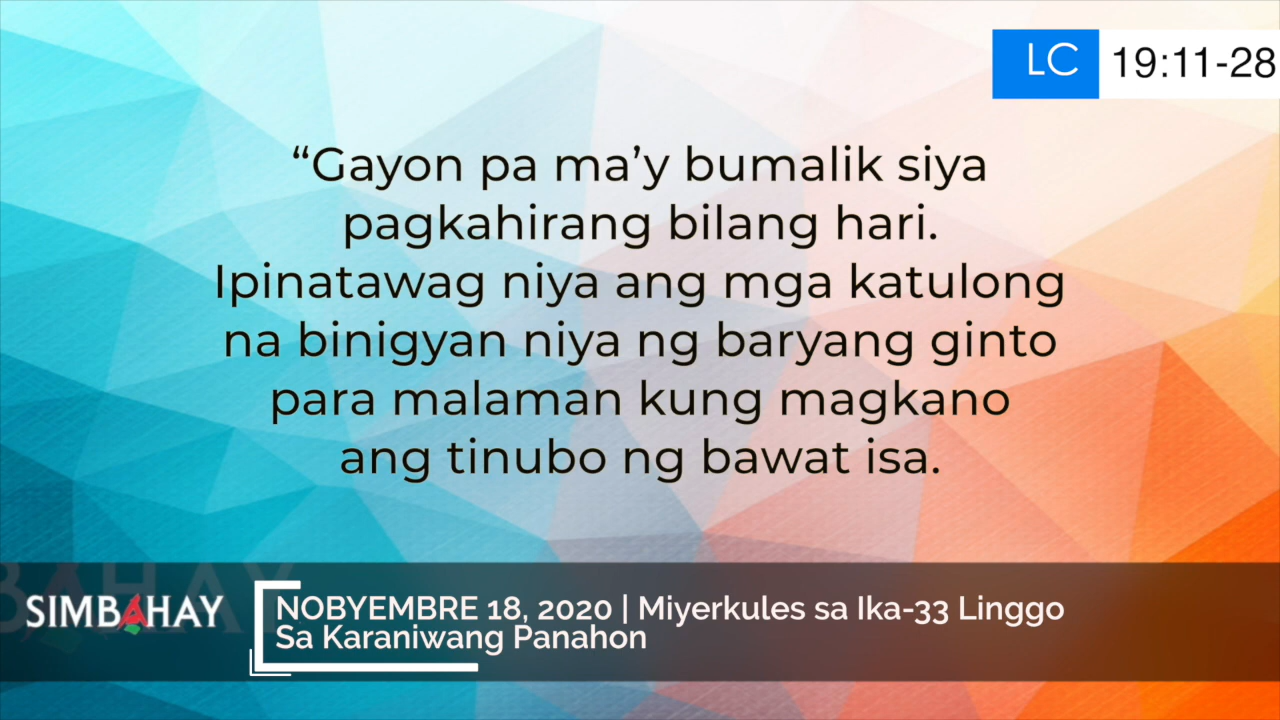 LC 19:11-28
“Gayon pa ma’y bumalik siya
pagkahirang bilang hari.
Ipinatawag niya ang mga katulong
na binigyan niya ng baryang ginto
para malaman kung magkano
ang tinubo ng bawat isa.
SIMBAHAY
NOBYEMBRE 18, 2020 | Miyerkules sa Ika-33 Linggo
Sa Karaniwang Panahon